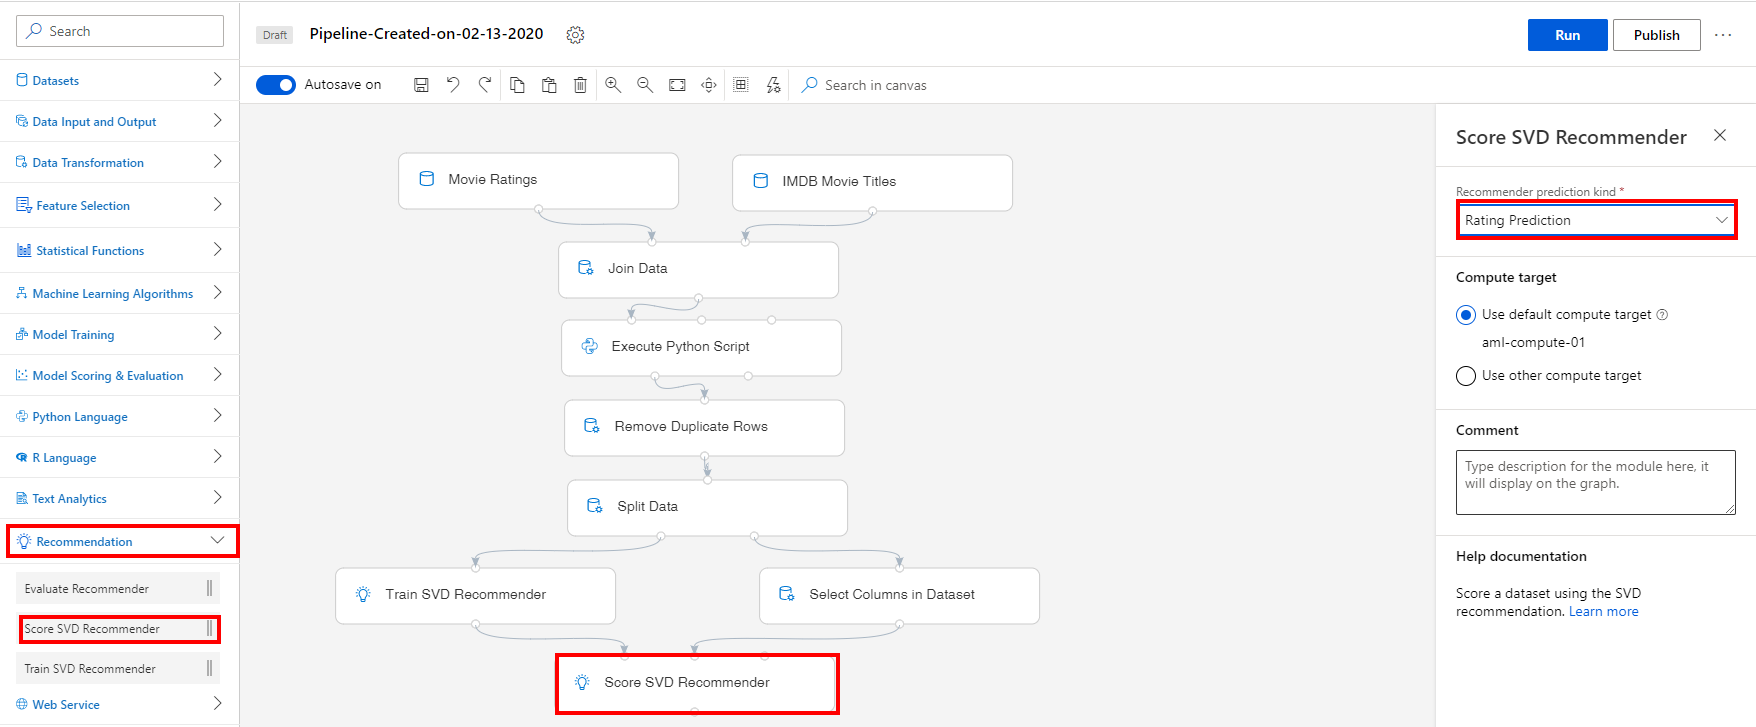 Search
Datasets
Data Input and Output
Data Transformation
Feature Selection
Statistical Functions
Machine Learning Algorithms
Model Training
Model Scoring & Evaluation
Python Language
R Language
Text Analytics
Recommendation
Evaluate Recommender
Score SVD Recommender
Train SVD Recommender
Web Service
Draft Pipeline-Created-on-02-13-2020
Run Publish ...
Autosave on
Search in canvas
Movie Ratings
IMDB Movie Titles
Join Data
Execute Python Script
Remove Duplicate Rows
Split Data
Train SVD Recommender
Select Columns in Dataset
Score SVD Recommender
Score SVD Recommender
Recommender prediction kind *
Rating Prediction
Compute target
Use default compute target
aml-compute-01
Use other compute target
Comment
Type description for the module here, it
will display on the graph.
Help documentation
Score a dataset using the SVD
recommendation. Learn more